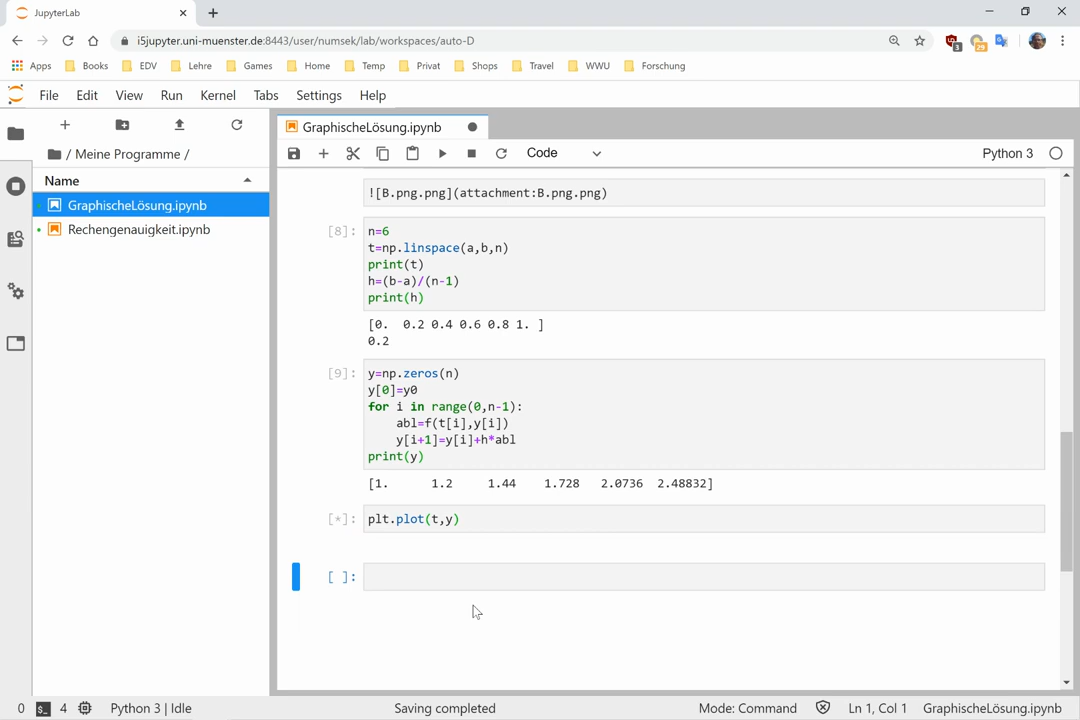 JupyterLab
i5jupyter.uni-muenster.de:8443/user/numsek/lab/workspaces/auto-D
3
29
Apps Books EDV Lehre Games Home Temp Privat Shops Travel WWU Forschung
File Edit View Run Kernel Tabs Settings Help
/ Meine Programme /
Name
GraphischeLösung.ipynb
Rechengenauigkeit.ipynb
GraphischeLösung.ipynb
Code
Python 3
![B.png.png](attachment:B.png.png)
[8]:
n=6
t=np.linspace(a,b,n)
print(t)
h=(b-a)/(n-1)
print(h)
[0. 0.2 0.4 0.6 0.8 1. ]
0.2
[9]:
y=np.zeros(n)
y[0]=y0
for i in range(0,n-1):
abl=f(t[i],y[i])
y[i+1]=y[i]+h*abl
print(y)
[1. 1.2 1.44 1.728 2.0736 2.48832]
[*]:
plt.plot(t,y)
[ ]:
0 4 Python 3 | Idle Saving completed Mode: Command Ln 1, Col 1 GraphischeLösung.ipynb